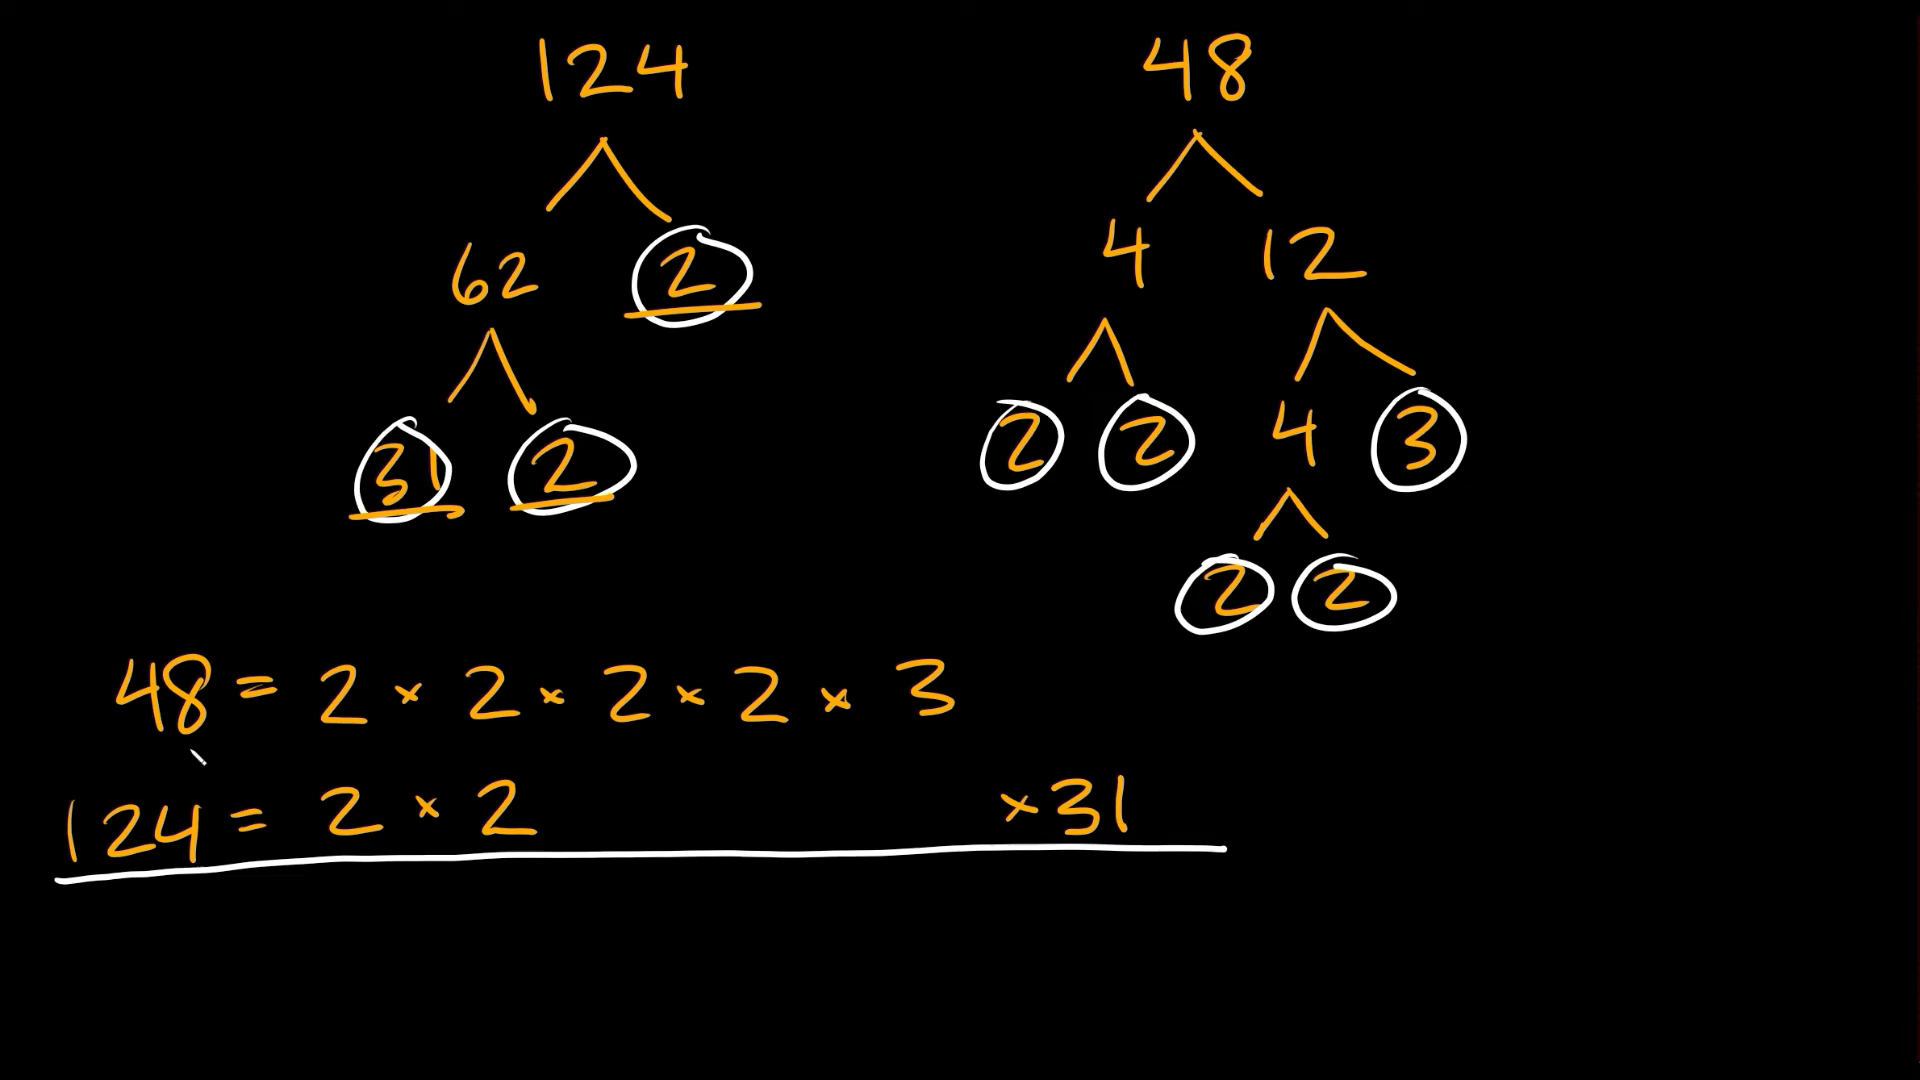 124 48
62 2 4 12
31 2 2 2 4 3
2 2
48 = 2 × 2 × 2 × 2 × 3
124 = 2 × 2 × 31